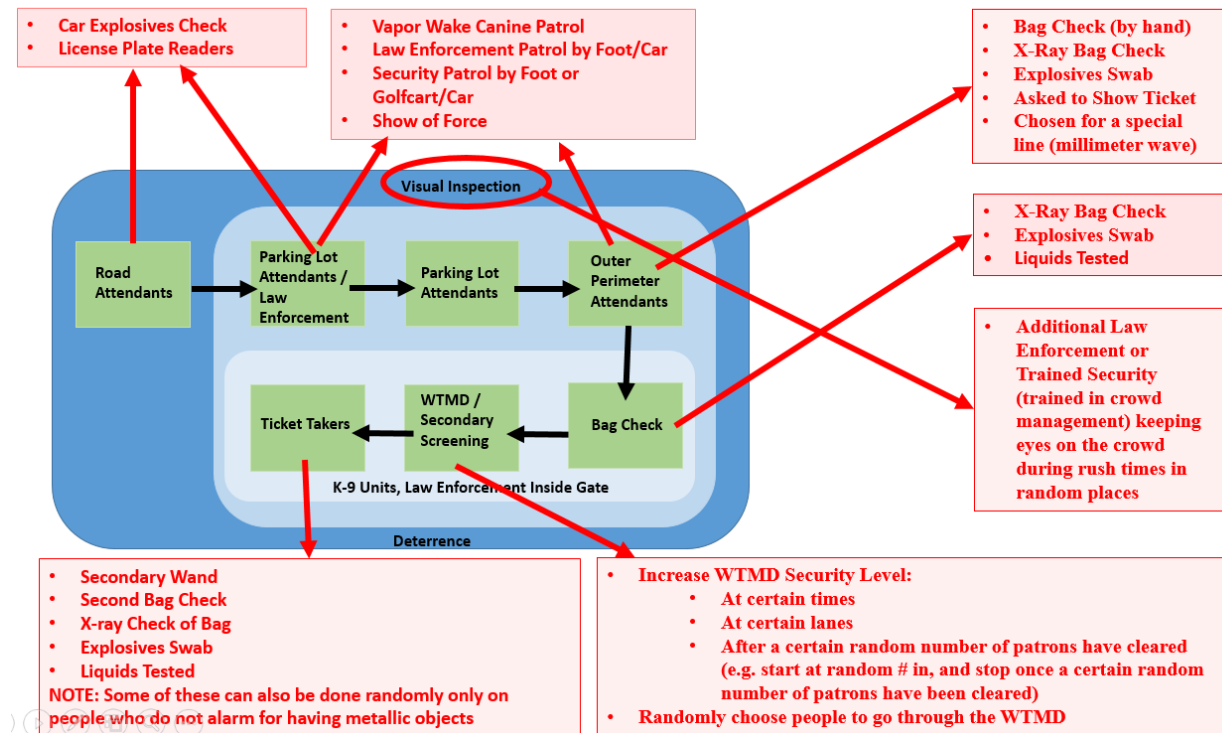 • Car Explosives Check
• License Plate Readers
• Vapor Wake Canine Patrol
• Law Enforcement Patrol by Foot/Car
• Security Patrol by Foot or
Golfcart/Car
• Show of Force
• Bag Check (by hand)
• X-Ray Bag Check
• Explosives Swab
• Asked to Show Ticket
• Chosen for a special
line (millimeter wave)
Visual Inspection
Road
Attendants
Parking Lot
Attendants /
Law
Enforcement
Parking Lot
Attendants
Outer
Perimeter
Attendants
• X-Ray Bag Check
• Explosives Swab
• Liquids Tested
Ticket Takers
WTMD /
Secondary
Screening
Bag Check
K-9 Units, Law Enforcement Inside Gate
Deterrence
• Additional Law
Enforcement or
Trained Security
(trained in crowd
management) keeping
eyes on the crowd
during rush times in
random places
• Secondary Wand
• Second Bag Check
• X-ray Check of Bag
• Explosives Swab
• Liquids Tested
NOTE: Some of these can also be done randomly only on
people who do not alarm for having metallic objects
• Increase WTMD Security Level:
• At certain times
• At certain lanes
• After a certain random number of patrons have cleared
(e.g. start at random # in, and stop once a certain random
number of patrons have been cleared)
• Randomly choose people to go through the WTMD